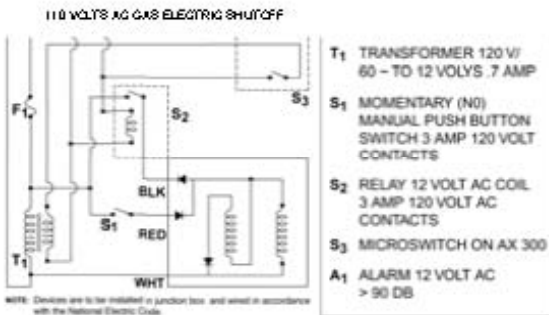 110 VOLTS AC GAS ELECTRIC SHUTOFF
F1
S2
S3
BLK
S1
RED
T1
WHT
NOTE: Devices are to be installed in junction box and wired in accordance
with the National Electric Code
T1 TRANSFORMER 120 V/
60 ~ TO 12 VOLYS .7 AMP
S1 MOMENTARY (N0)
MANUAL PUSH BUTTON
SWITCH 3 AMP 120 VOLT
CONTACTS
S2 RELAY 12 VOLT AC COIL
3 AMP 120 VOLT AC
CONTACTS
S3 MICROSWITCH ON AX 300
A1 ALARM 12 VOLT AC
> 90 DB